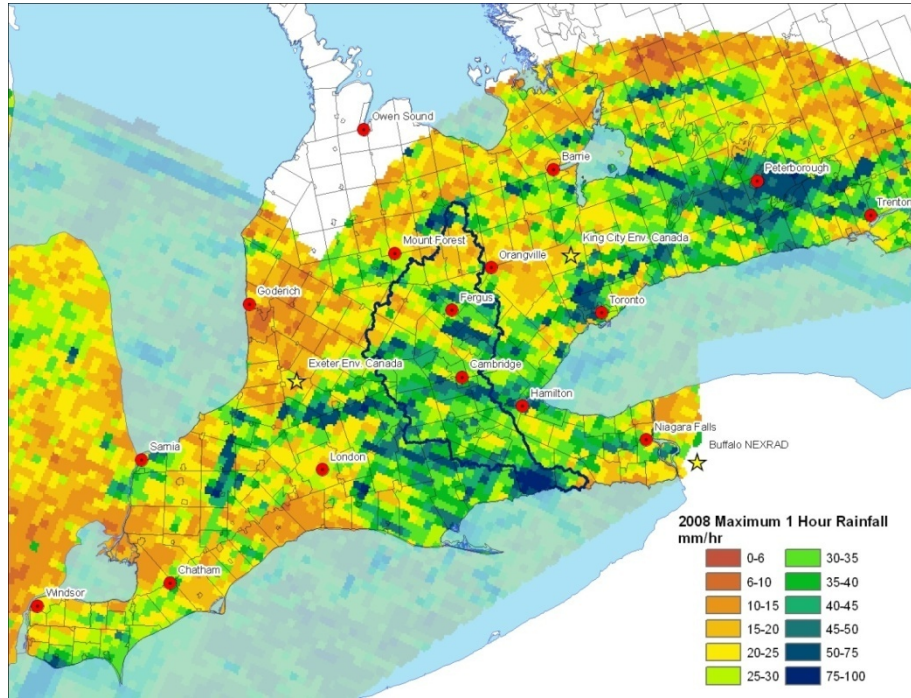 Owen Sound
Barrie
Peterborough
Trenton
Mount Forest
King City Env. Canada
Orangville
Goderich
Fergus
Toronto
Exeter Env. Canada
Cambridge
Hamilton
Niagara Falls
Buffalo NEXRAD
Sarnia
London
Chatham
Windsor
2008 Maximum 1 Hour Rainfall
mm/hr
0-6 30-35
6-10 35-40
10-15 40-45
15-20 45-50
20-25 50-75
25-30 75-100